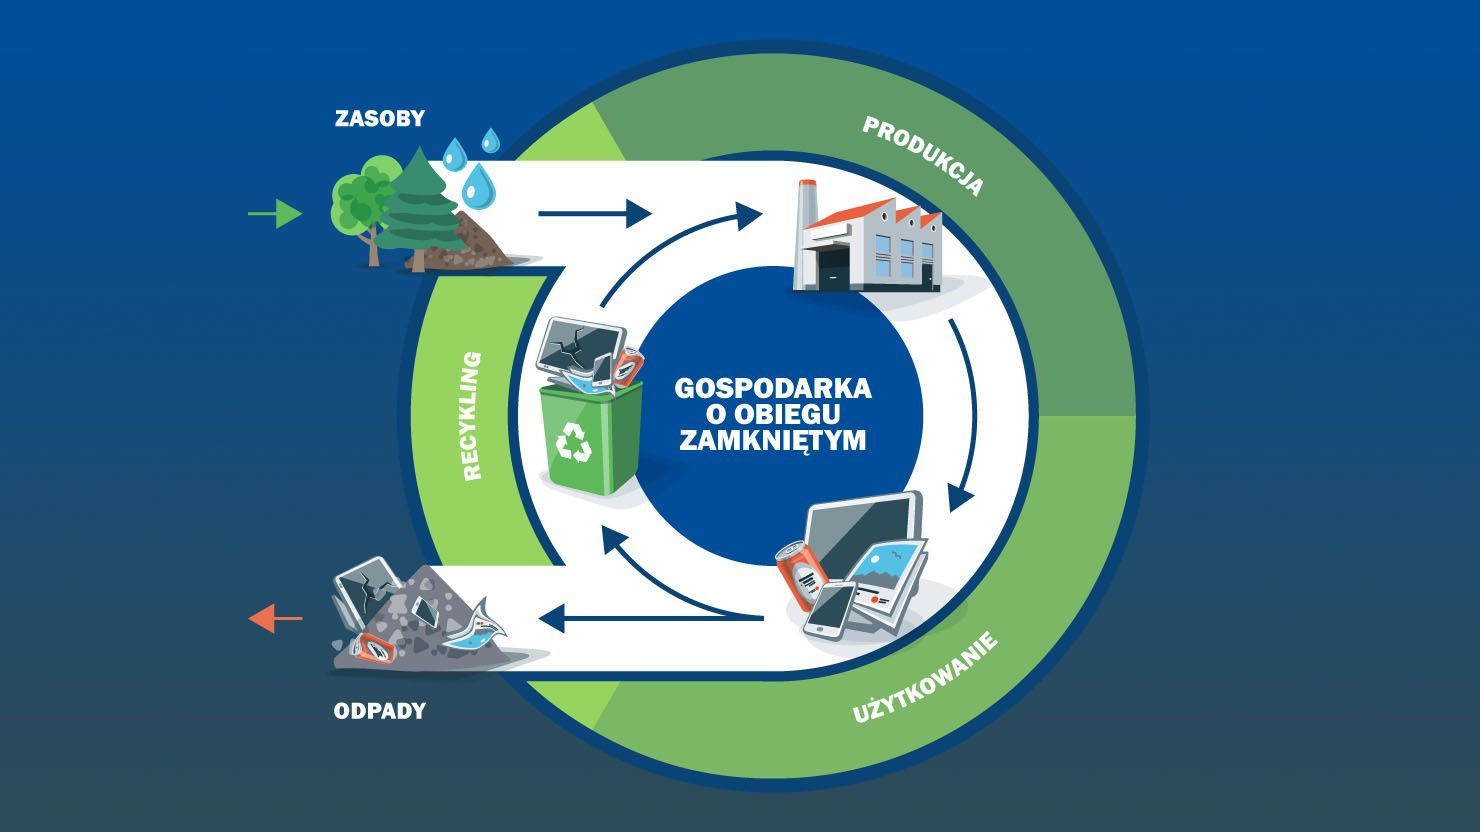 ZASOBY
PRODUKCJA
RECYKLING
GOSPODARKA
O OBIEGU
ZAMKNIĘTYM
UŻYTKOWANIE
ODPADY